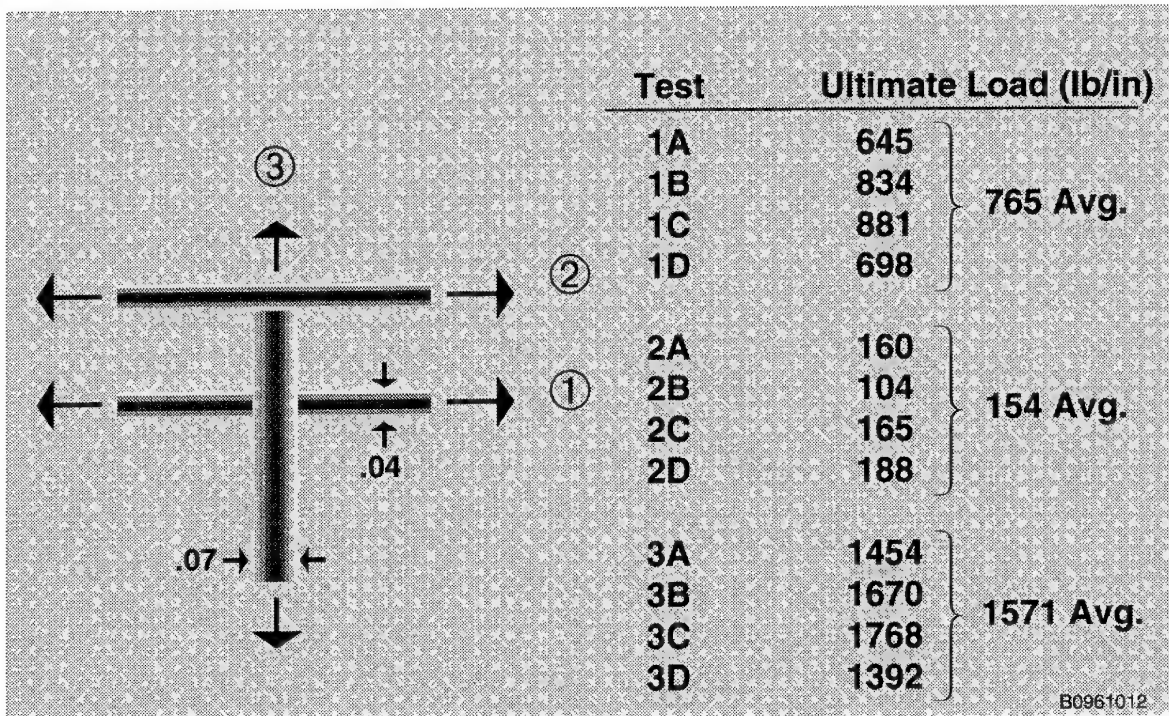 Test Ultimate Load (lb/in)
1A 645
1B 834
1C 881
1D 698
765 Avg.
2A 160
2B 104
2C 165
2D 188
154 Avg.
3A 1454
3B 1670
3C 1768
3D 1392
1571 Avg.
③
②
①
.04
.07
B0961012